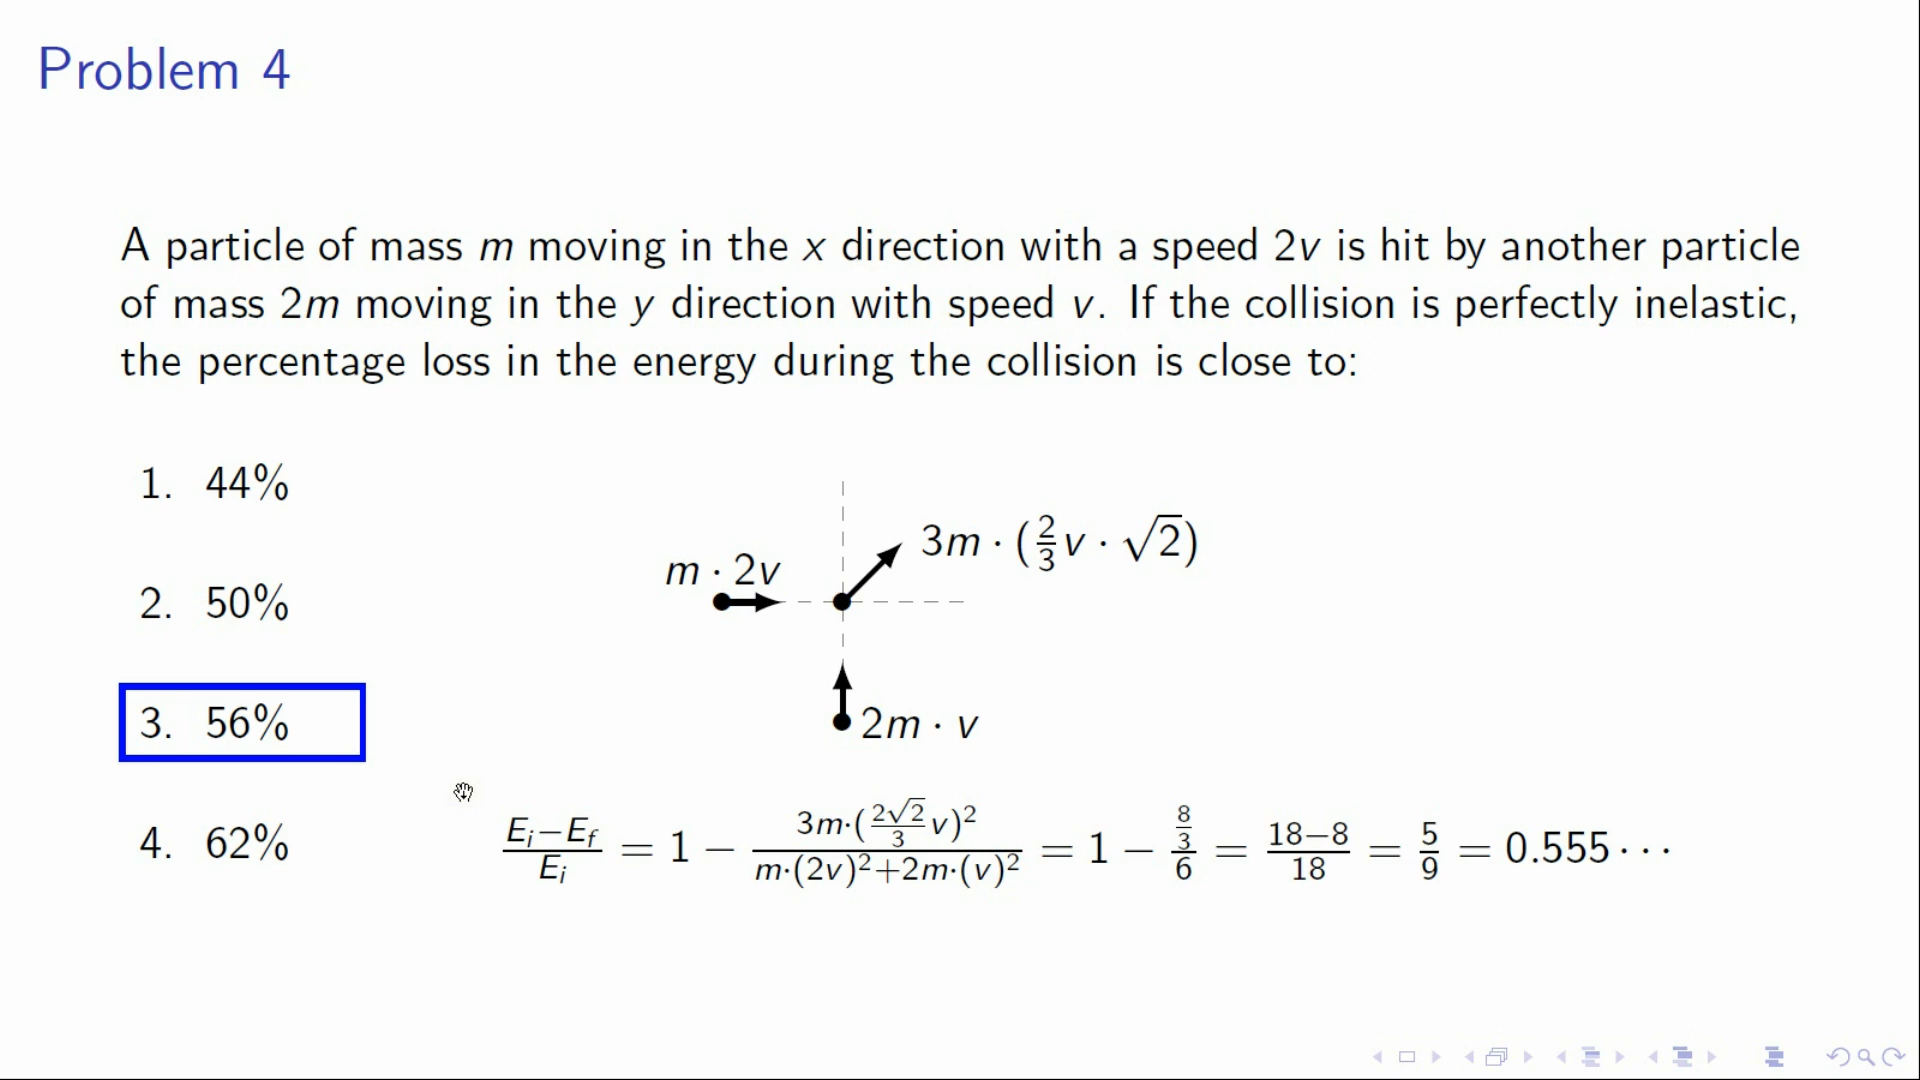 Problem 4
A particle of mass m moving in the x direction with a speed 2v is hit by another particle
of mass 2m moving in the y direction with speed v. If the collision is perfectly inelastic,
the percentage loss in the energy during the collision is close to:
1. 44%
2. 50%
3. 56%
4. 62%
m · 2v
3m · (2/3 v · √2)
2m · v
(E_i−E_f)/E_i = 1 − (3m·(2√2/3 v)²)/(m·(2v)²+2m·(v)²) = 1 − (8/3)/6 = (18−8)/18 = 5/9 = 0.555···